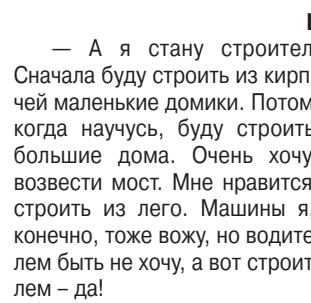 — А я стану строител
Сначала буду строить из кирп
чей маленькие домики. Потом
когда научусь, буду строить
большие дома. Очень хочу
возвести мост. Мне нравится
строить из лего. Машины я,
конечно, тоже вожу, но водите
лем быть не хочу, а вот строит
лем – да!